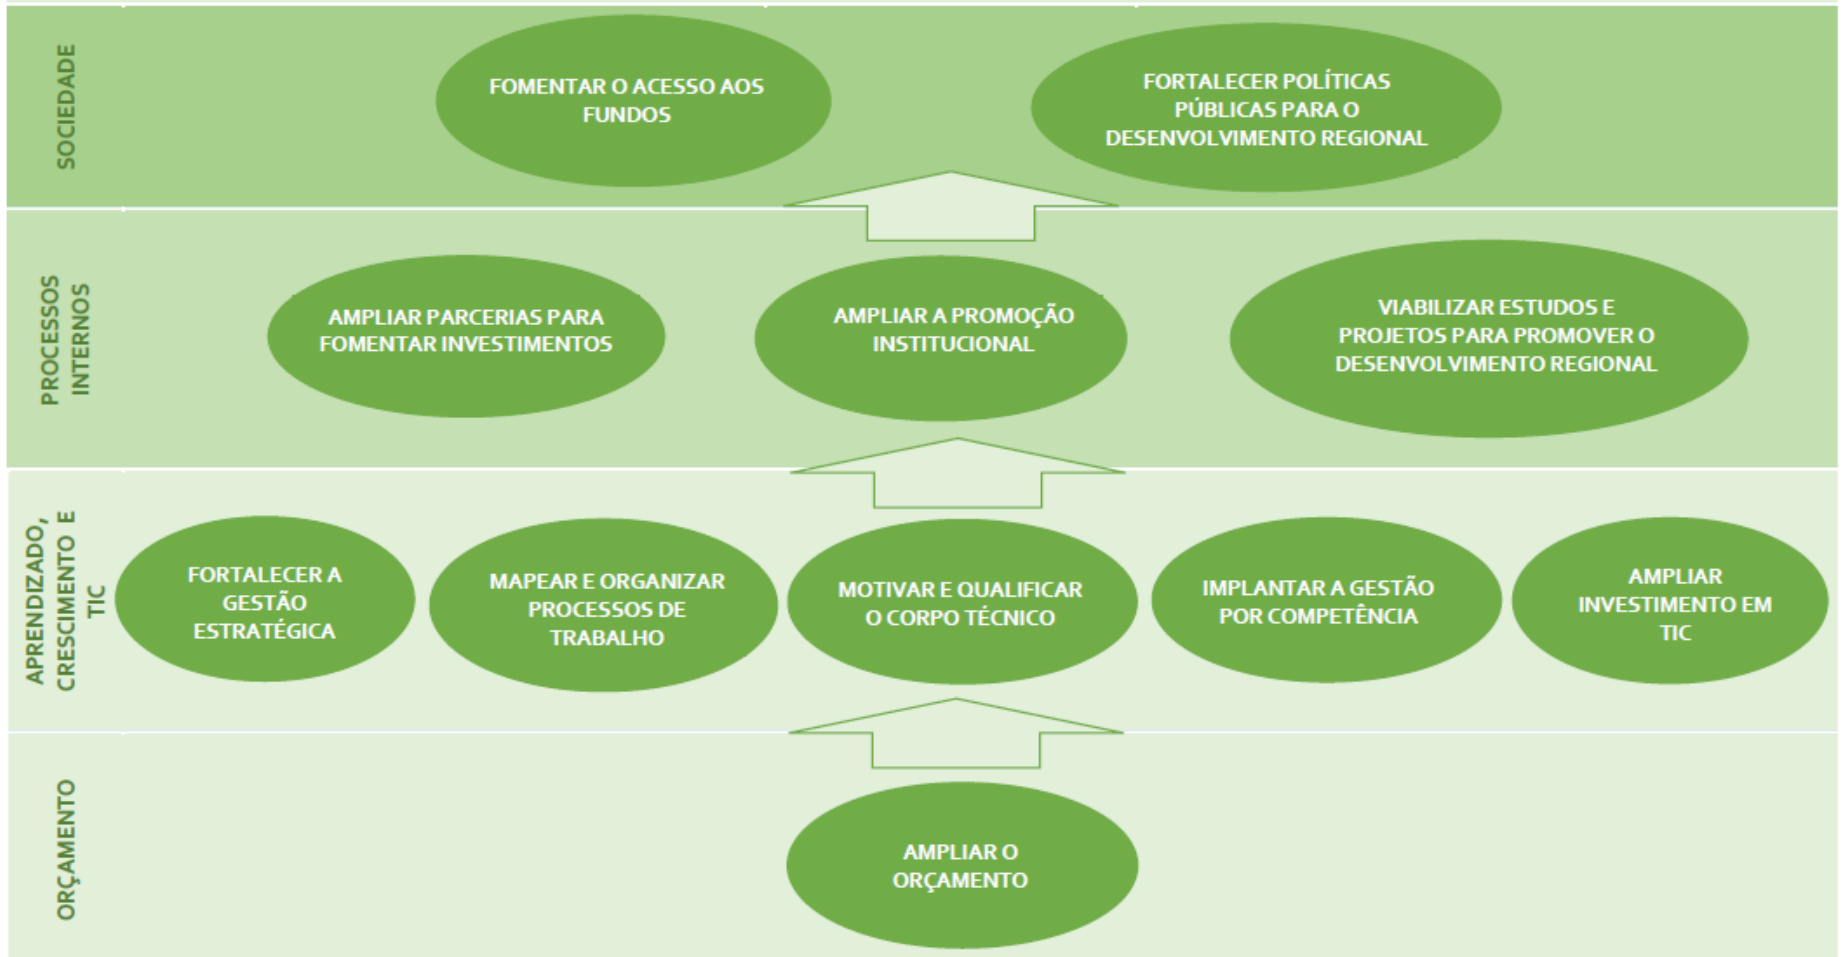 SOCIEDADE
FOMENTAR O ACESSO AOS
FUNDOS
FORTALECER POLÍTICAS
PÚBLICAS PARA O
DESENVOLVIMENTO REGIONAL
PROCESSOS
INTERNOS
AMPLIAR PARCERIAS PARA
FOMENTAR INVESTIMENTOS
AMPLIAR A PROMOÇÃO
INSTITUCIONAL
VIABILIZAR ESTUDOS E
PROJETOS PARA PROMOVER O
DESENVOLVIMENTO REGIONAL
APRENDIZADO,
CRESCIMENTO E
TIC
FORTALECER A
GESTÃO
ESTRATÉGICA
MAPEAR E ORGANIZAR
PROCESSOS DE
TRABALHO
MOTIVAR E QUALIFICAR
O CORPO TÉCNICO
IMPLANTAR A GESTÃO
POR COMPETÊNCIA
AMPLIAR
INVESTIMENTO EM
TIC
ORÇAMENTO
AMPLIAR O
ORÇAMENTO